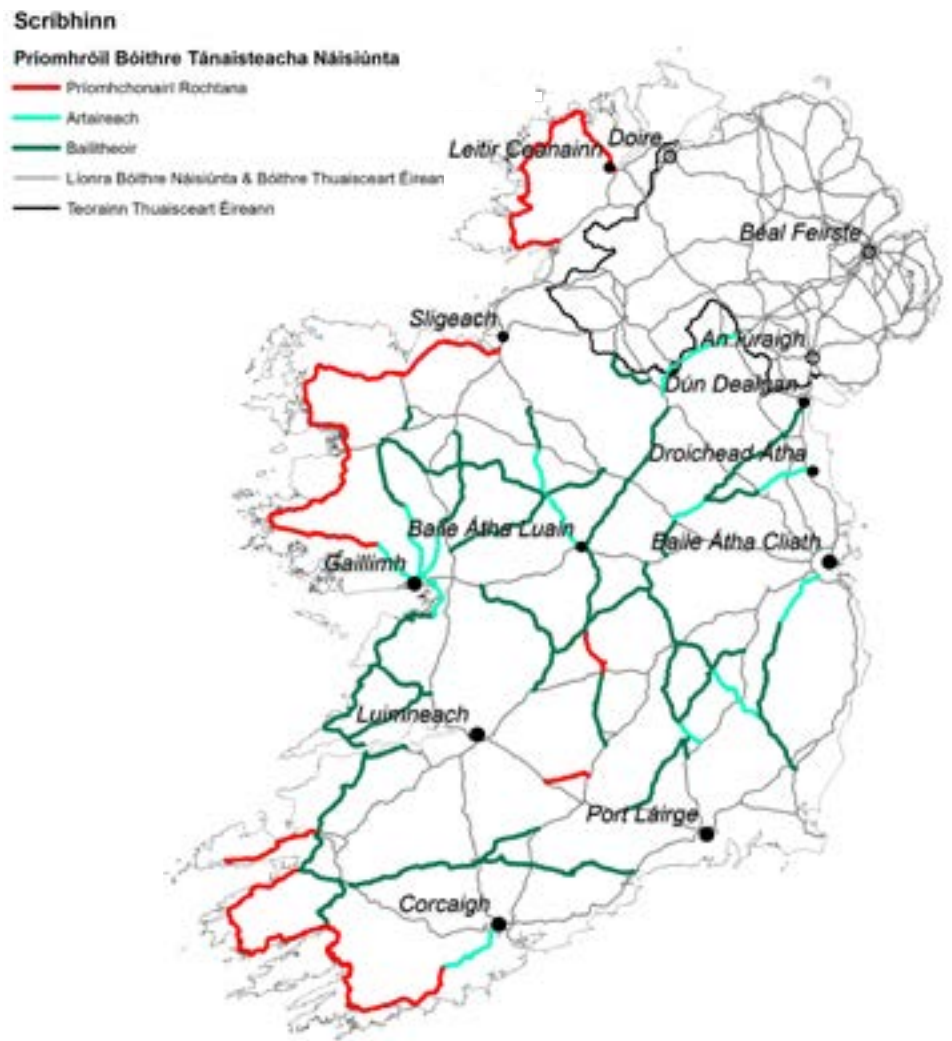 Scríbhinn
Príomhróil Bóithre Tánaisteacha Náisiúnta
Príomhchonairí Rochtana
Artaireach
Bailitheoir
Líonra Bóithre Náisiúnta & Bóithre Thuaisceart Éirean
Teorainn Thuaisceart Éireann
Doire
Leitir Ceanainn
Béal Feirste
Sligeach
An Iúraigh
Dún Dealgan
Droichead Átha
Baile Átha Luain
Baile Átha Cliath
Gaillimh
Luimneach
Port Láirge
Corcaigh